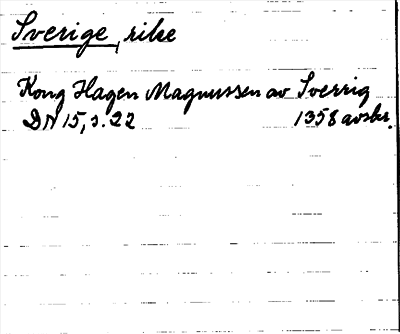 Sverige, rike
Kong Hagen Magnussen av Sverrig
DN 15, s. 22 1358 avskr.